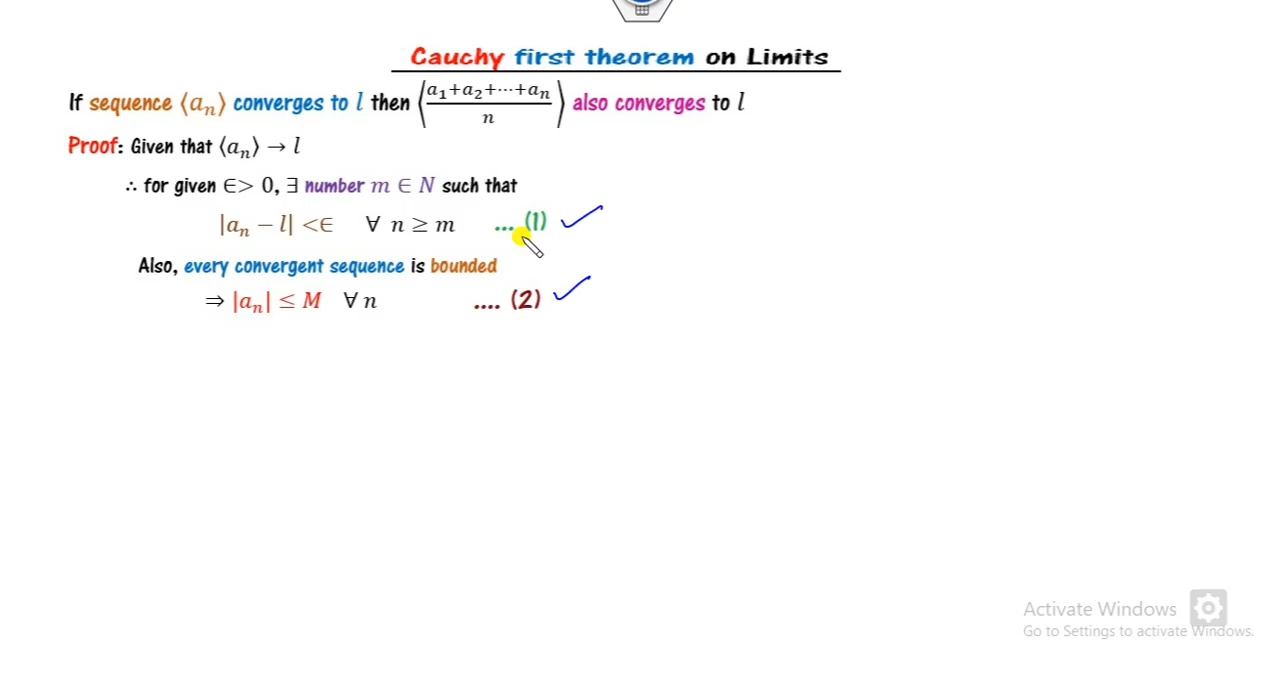 Cauchy first theorem on Limits
If sequence ⟨aₙ⟩ converges to l then ⟨(a₁+a₂+⋯+aₙ)/n⟩ also converges to l
Proof: Given that ⟨aₙ⟩ → l
∴ for given ∈> 0, ∃ number m ∈ N such that
|aₙ − l| <∈ ∀ n ≥ m ... (1)
Also, every convergent sequence is bounded
⇒ |aₙ| ≤ M ∀ n .... (2)
Activate Windows
Go to Settings to activate Windows.